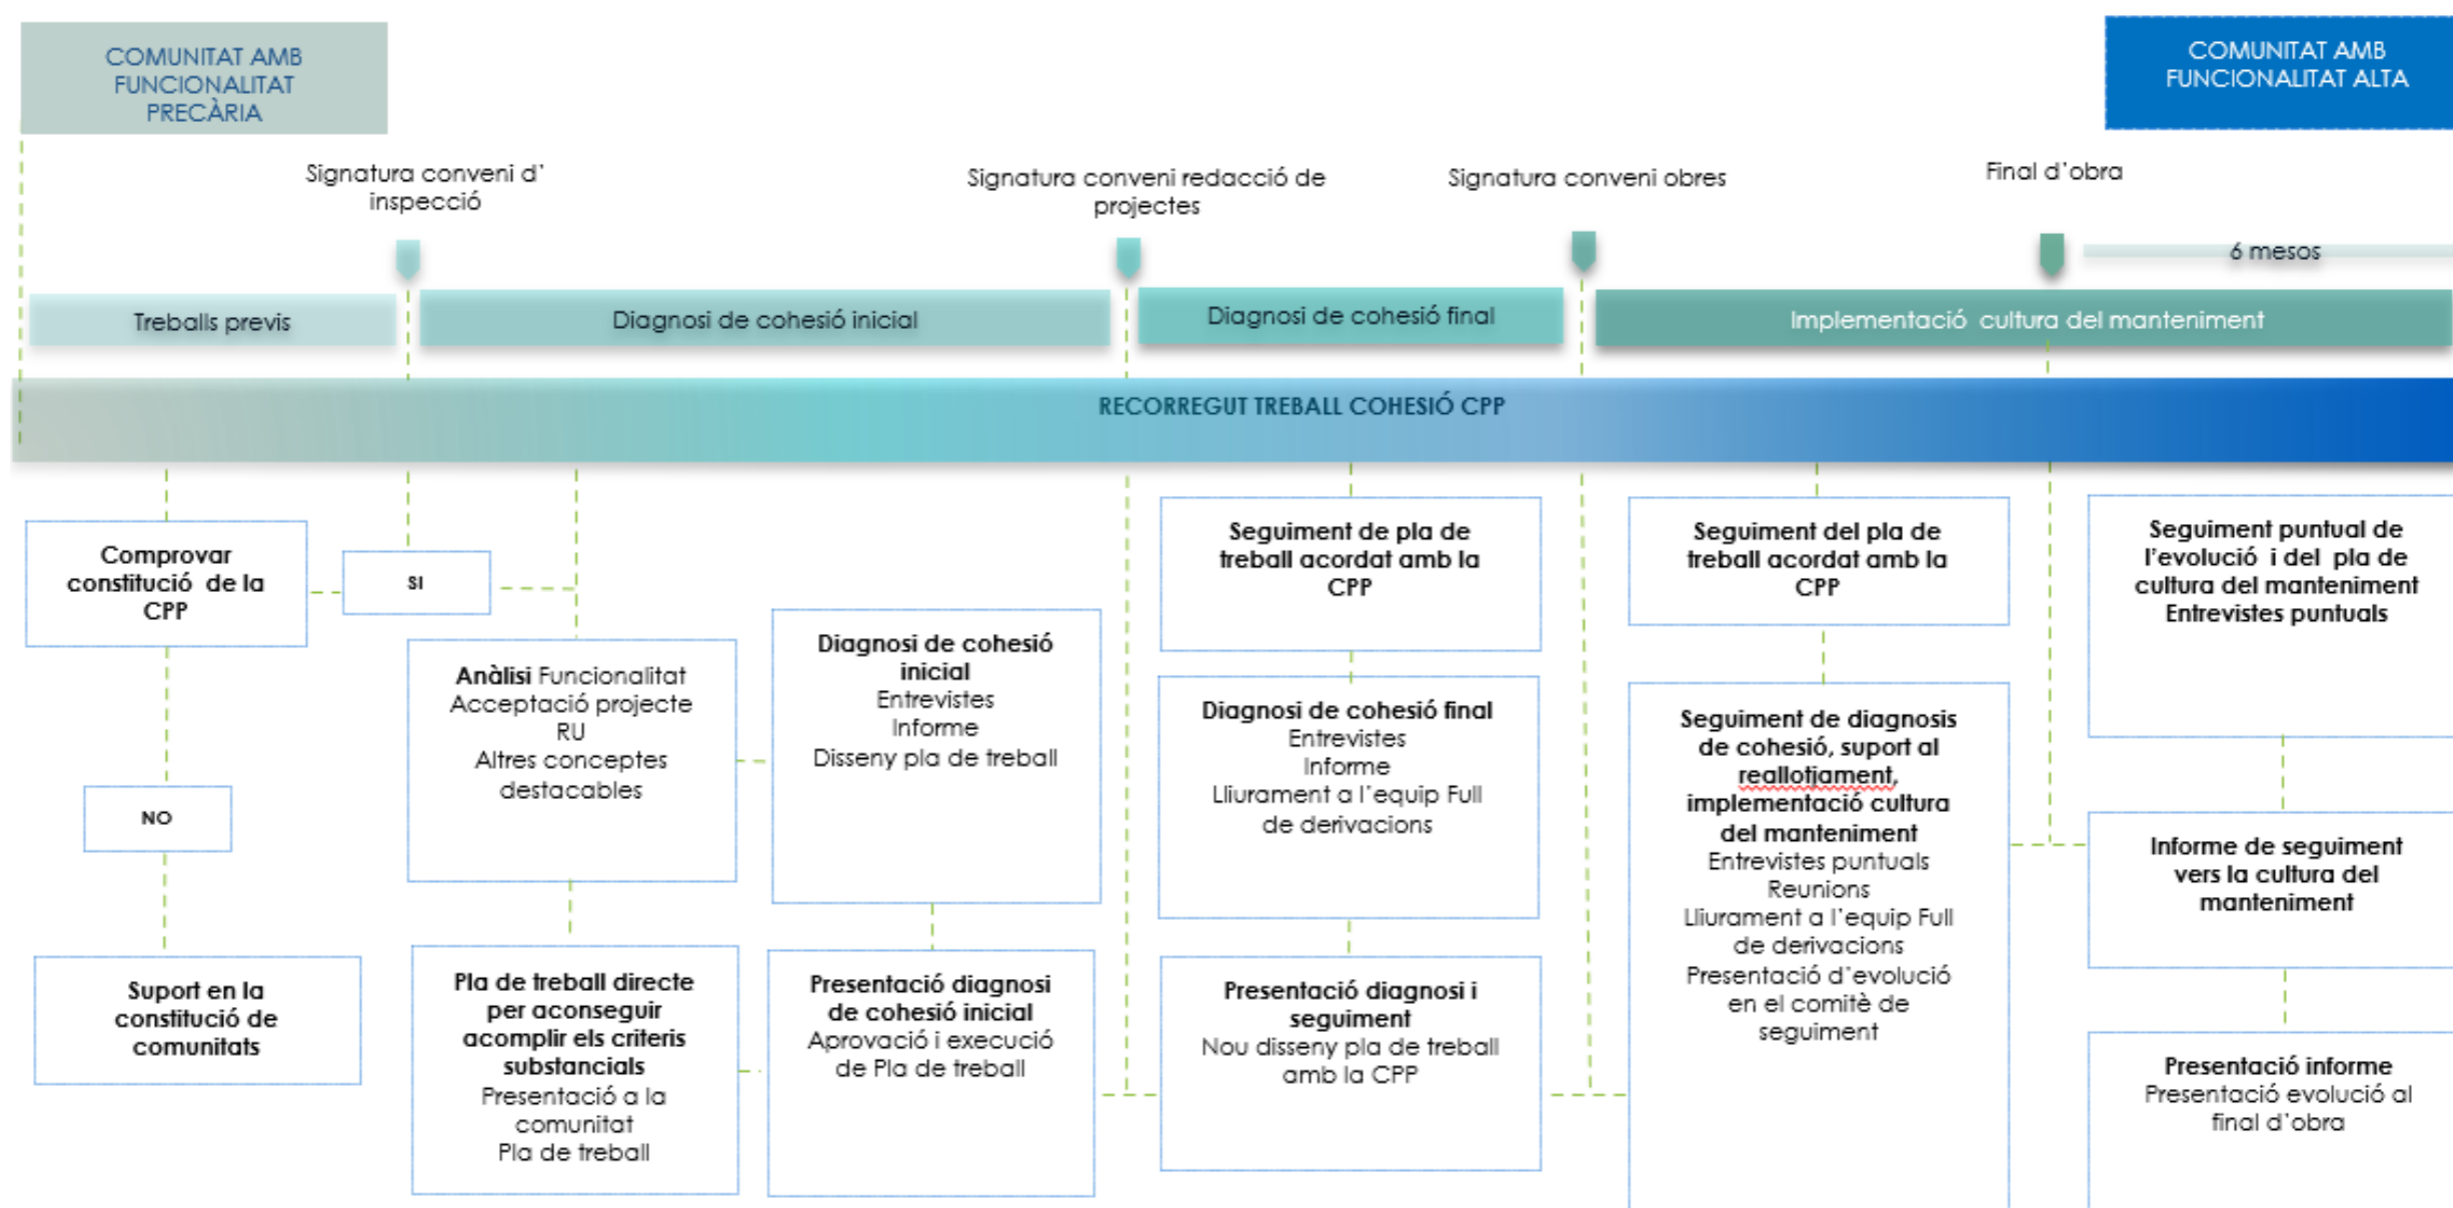 COMUNITAT AMB
FUNCIONALITAT
PRECÀRIA
COMUNITAT AMB
FUNCIONALITAT ALTA
Signatura conveni d'
inspecció
Signatura conveni redacció de
projectes
Signatura conveni obres
Final d'obra
6 mesos
Treballs previs
Diagnosi de cohesió inicial
Diagnosi de cohesió final
Implementació cultura del manteniment
RECORREGUT TREBALL COHESIÓ CPP
Comprovar
constitució de la
CPP
SI
NO
Suport en la
constitució de
comunitats
Anàlisi Funcionalitat
Acceptació projecte
RU
Altres conceptes
destacables
Pla de treball directe
per aconseguir
acomplir els criteris
substancials
Presentació a la
comunitat
Pla de treball
Diagnosi de cohesió
inicial
Entrevistes
Informe
Disseny pla de treball
Presentació diagnosi
de cohesió inicial
Aprovació i execució
de Pla de treball
Seguiment de pla de
treball acordat amb la
CPP
Diagnosi de cohesió final
Entrevistes
Informe
Lliurament a l'equip Full
de derivacions
Presentació diagnosi i
seguiment
Nou disseny pla de treball
amb la CPP
Seguiment del pla de
treball acordat amb la
CPP
Seguiment de diagnosis
de cohesió, suport al
reallotjament,
implementació cultura
del manteniment
Entrevistes puntuals
Reunions
Lliurament a l'equip Full
de derivacions
Presentació d'evolució
en el comitè de
seguiment
Seguiment puntual de
l'evolució i del pla de
cultura del manteniment
Entrevistes puntuals
Informe de seguiment
vers la cultura del
manteniment
Presentació informe
Presentació evolució al
final d'obra